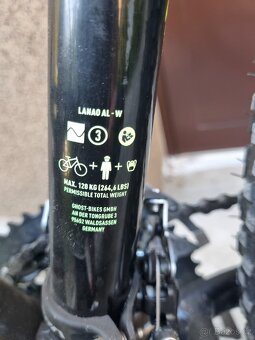 LANAO AL - W
3
MAX. 120 KG (264,6 LBS)
PERMISSIBLE TOTAL WEIGHT
GHOST-BIKES GMBH
AN DER TONGRUBE 3
95652 WALDSASSEN
GERMANY